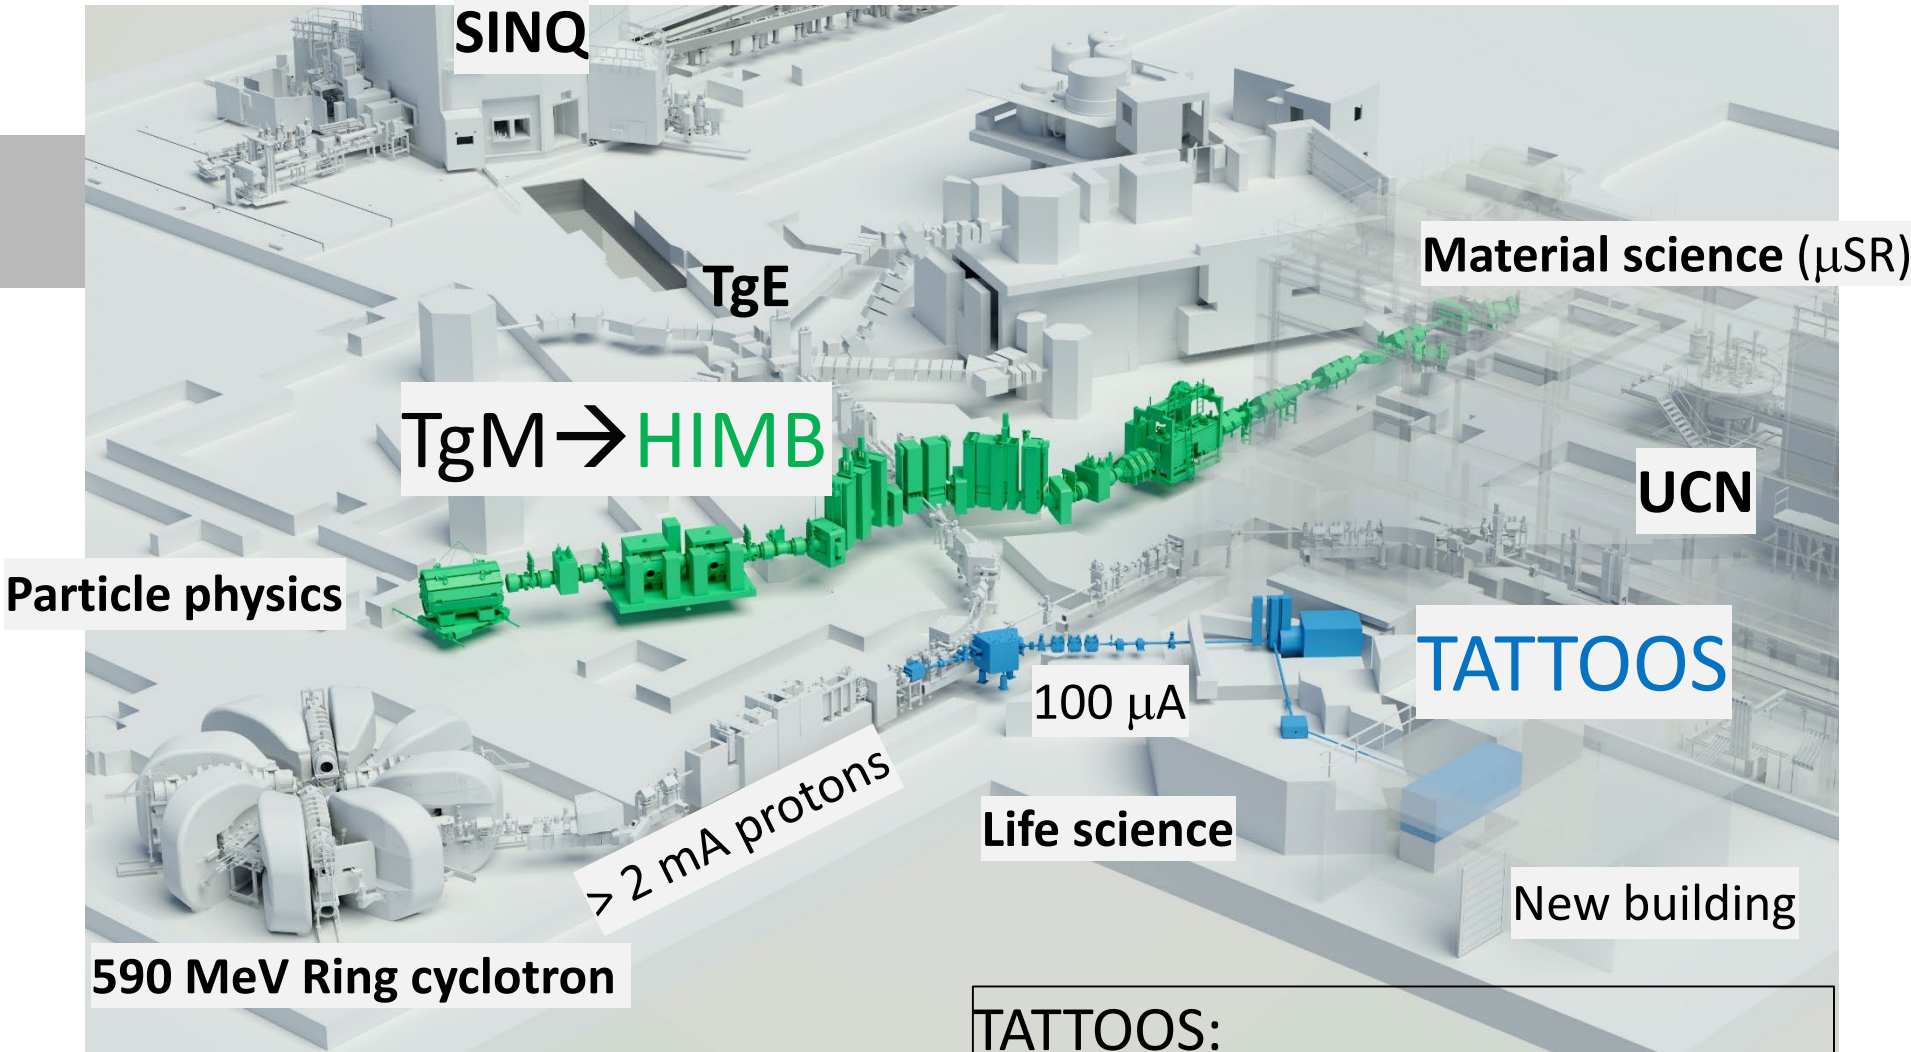 SINQ
Material science (μSR)
TgE
TgM→HIMB
UCN
Particle physics
TATTOOS
100 μA
> 2 mA protons
Life science
New building
590 MeV Ring cyclotron
TATTOOS: